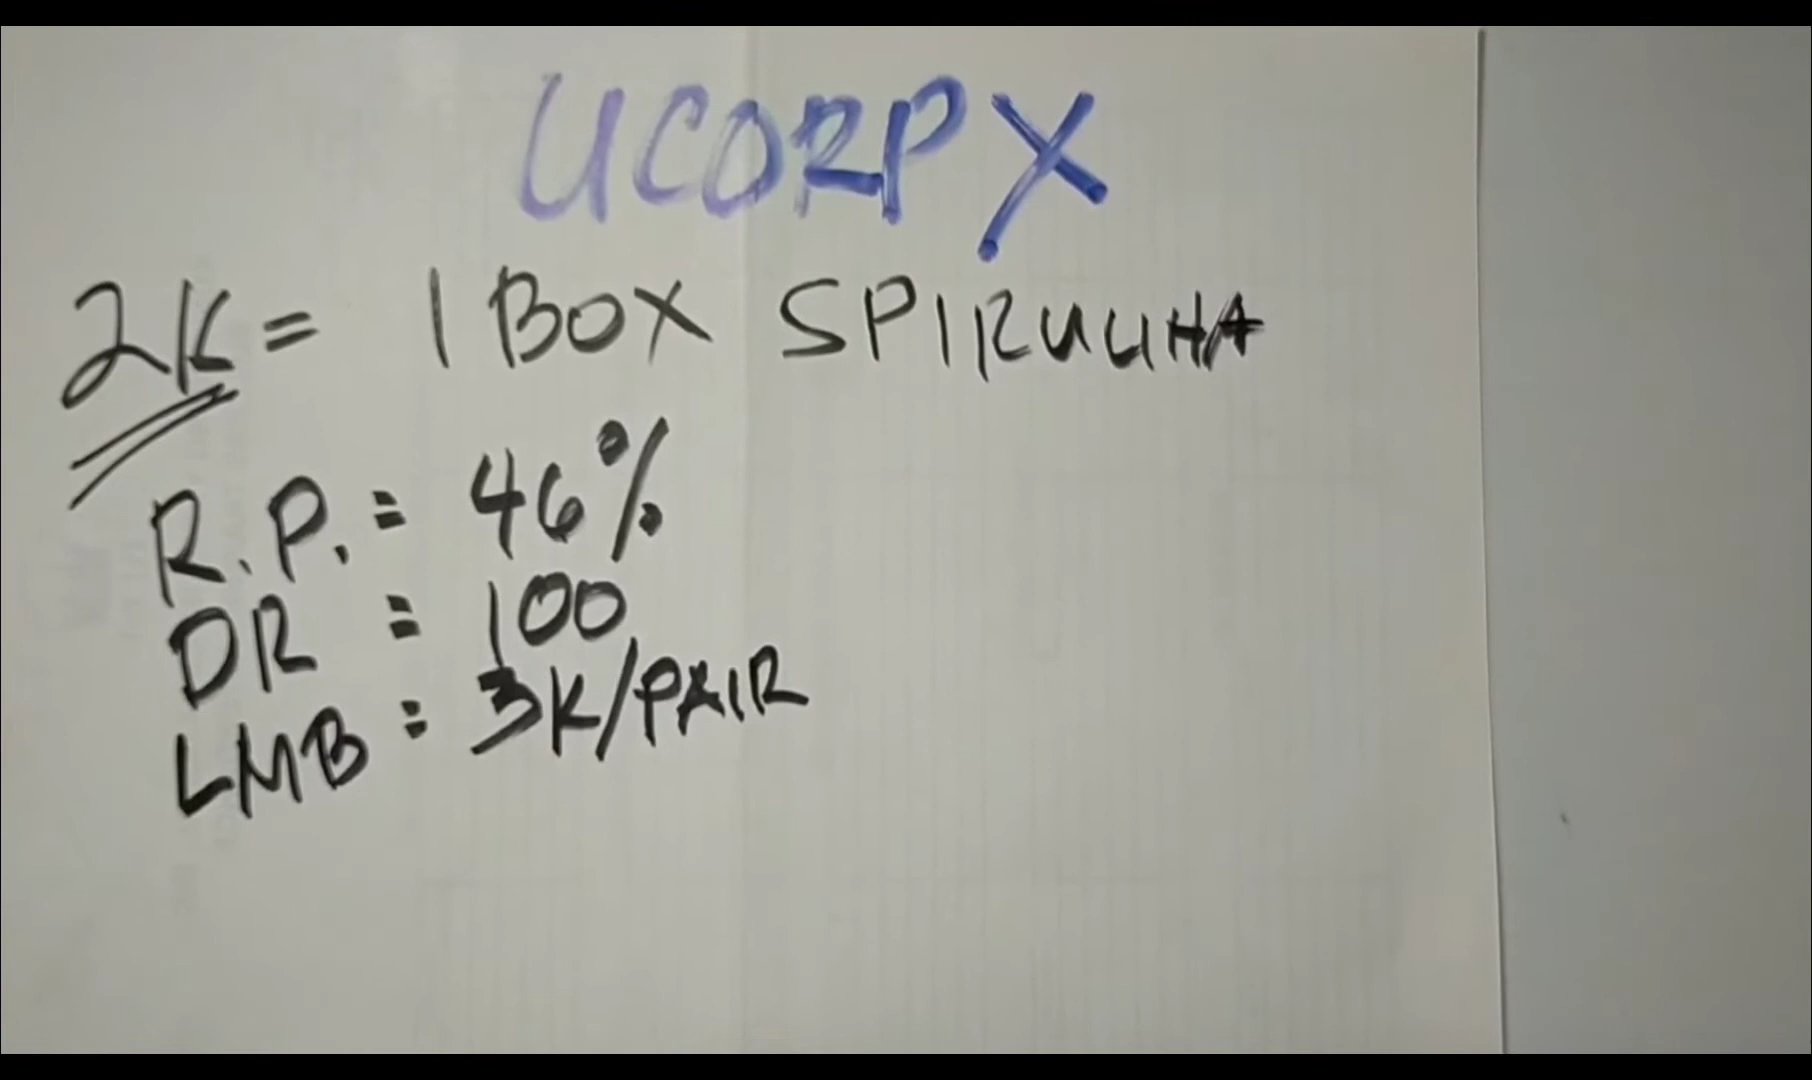 UCORPX
2K = 1 BOX SPIRULINA
R.P. = 46%
DR = 100
LMB = 3K/PAIR